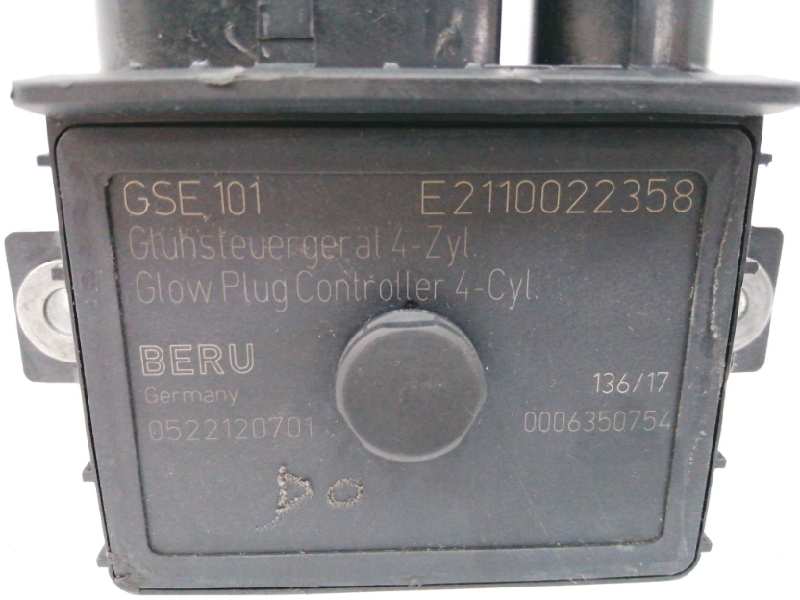 GSE 101 E2110022358
Glühsteuergerät 4-Zyl.
Glow Plug Controller 4-Cyl.
BERU
Germany 136/17
0522120701 0006350754